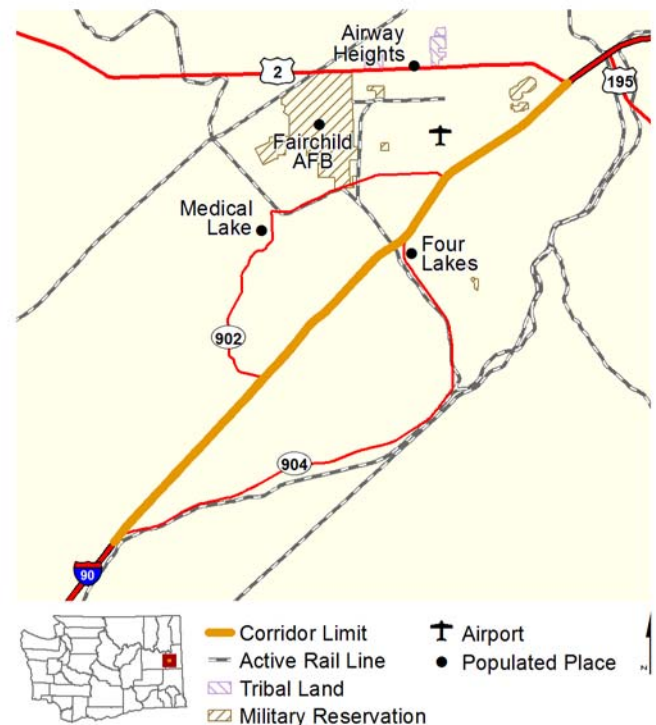 Airway
Heights
2
195
Fairchild
AFB
Medical
Lake
Four
Lakes
902
904
90
Corridor Limit
Active Rail Line
Tribal Land
Military Reservation
Airport
Populated Place
N